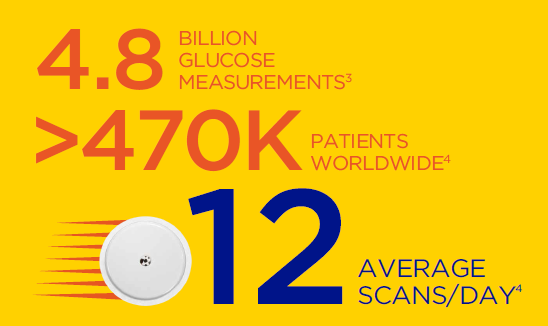 4.8 BILLION
GLUCOSE
MEASUREMENTS³
>470K PATIENTS
WORLDWIDE⁴
12 AVERAGE
SCANS/DAY⁴